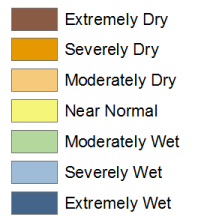 Extremely Dry
Severely Dry
Moderately Dry
Near Normal
Moderately Wet
Severely Wet
Extremely Wet